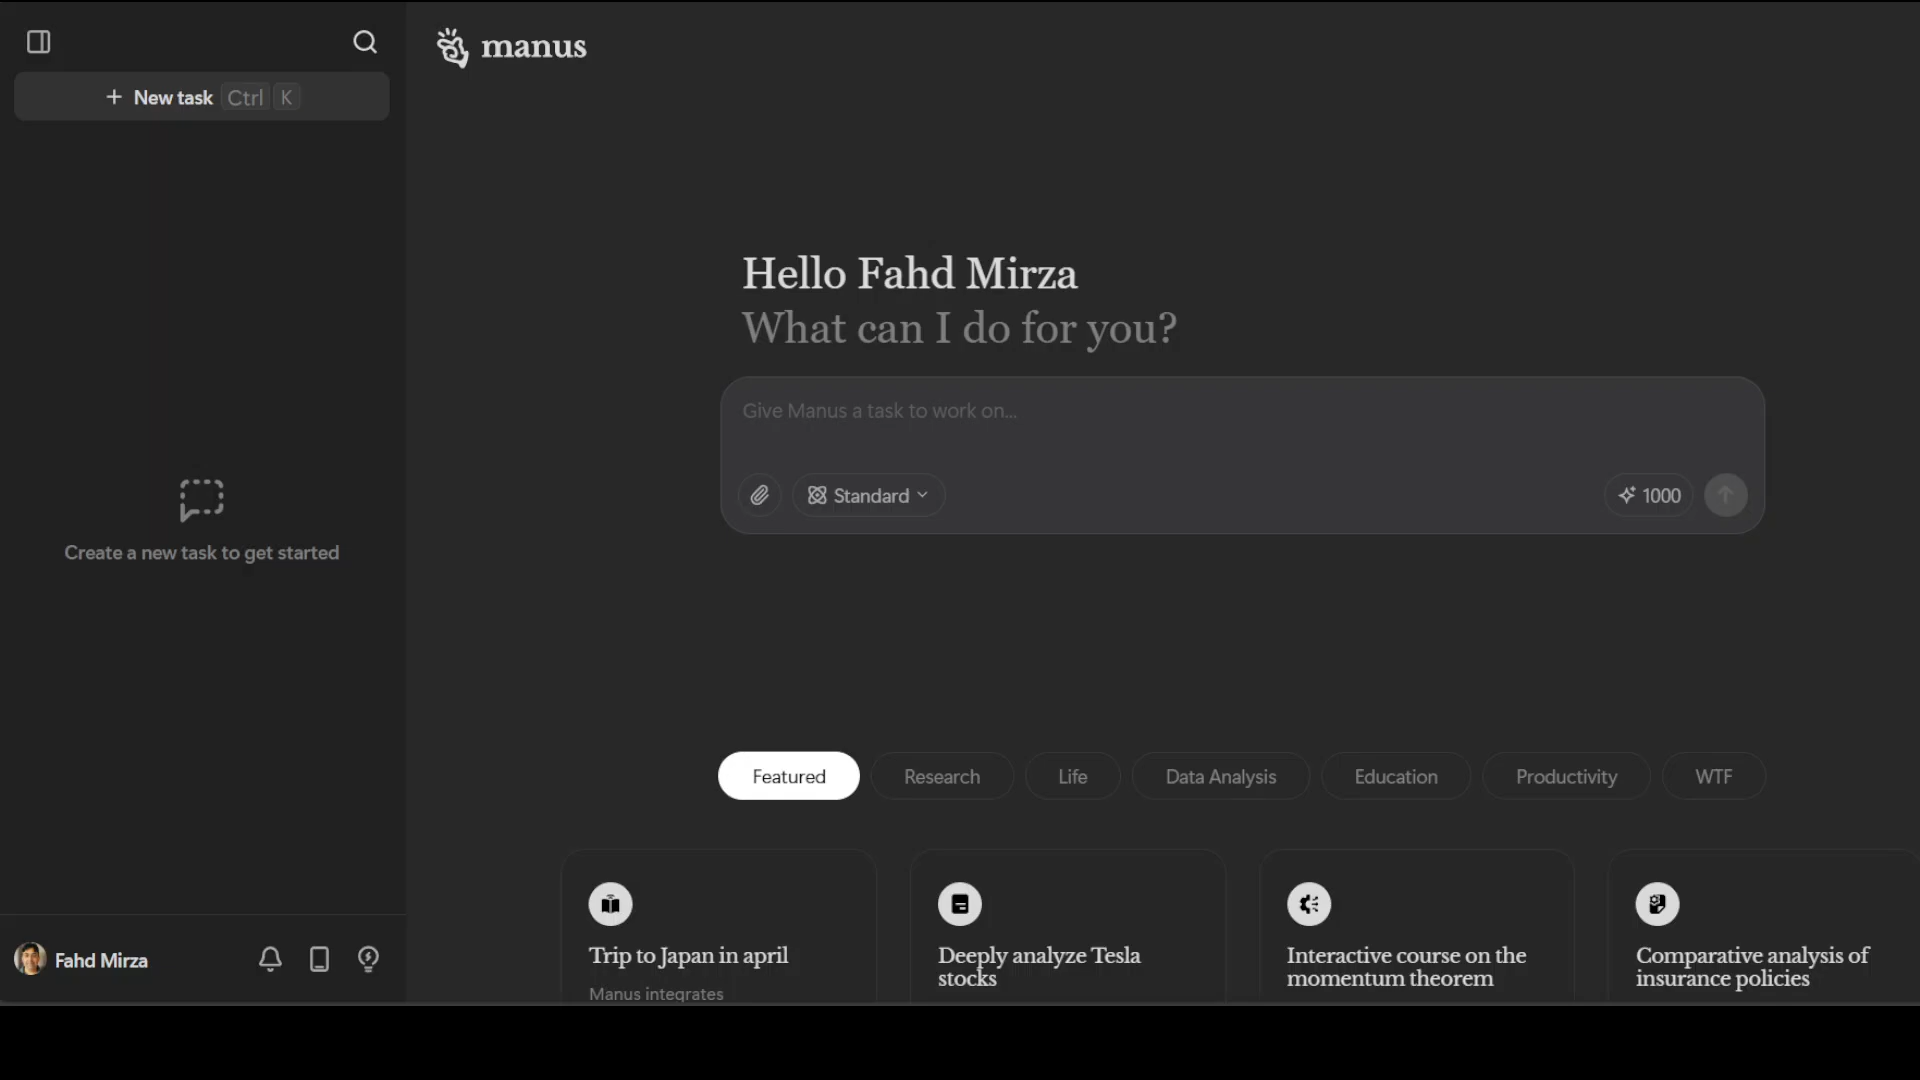 manus
+ New task Ctrl K
Hello Fahd Mirza
What can I do for you?
Give Manus a task to work on...
Standard
1000
Create a new task to get started
Featured
Research
Life
Data Analysis
Education
Productivity
WTF
Trip to Japan in april
Manus integrates
Deeply analyze Tesla
stocks
Interactive course on the
momentum theorem
Comparative analysis of
insurance policies
Fahd Mirza